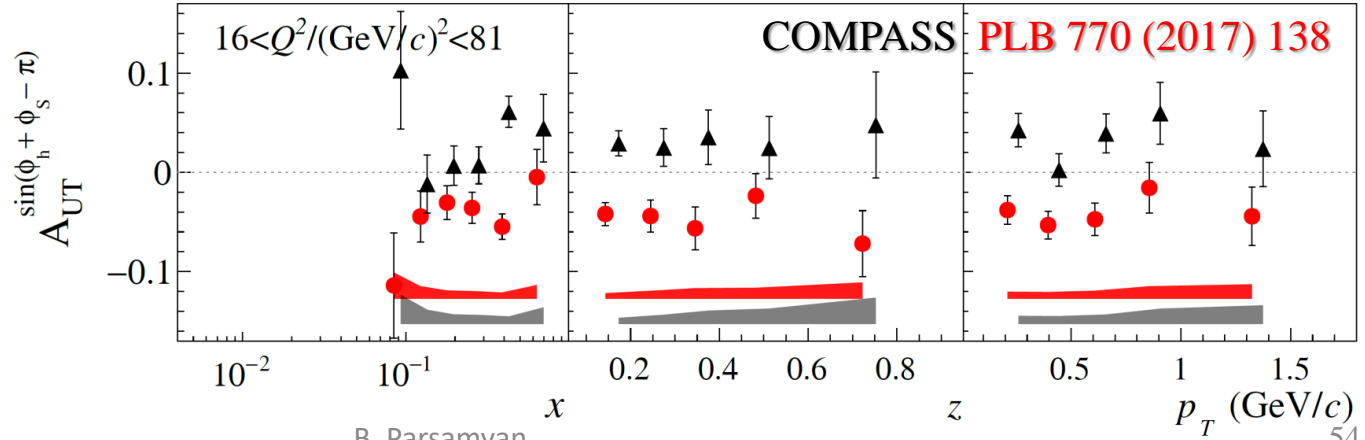 16<Q²/(GeV/c)²<81
COMPASS PLB 770 (2017) 138
A_UT^sin(ϕ_h + ϕ_S − π)
0.1
0
−0.1
10⁻² 10⁻¹ 0.2 0.4 0.6 0.8 0.5 1 1.5
x z p_T (GeV/c)
B. Parsamyan 54